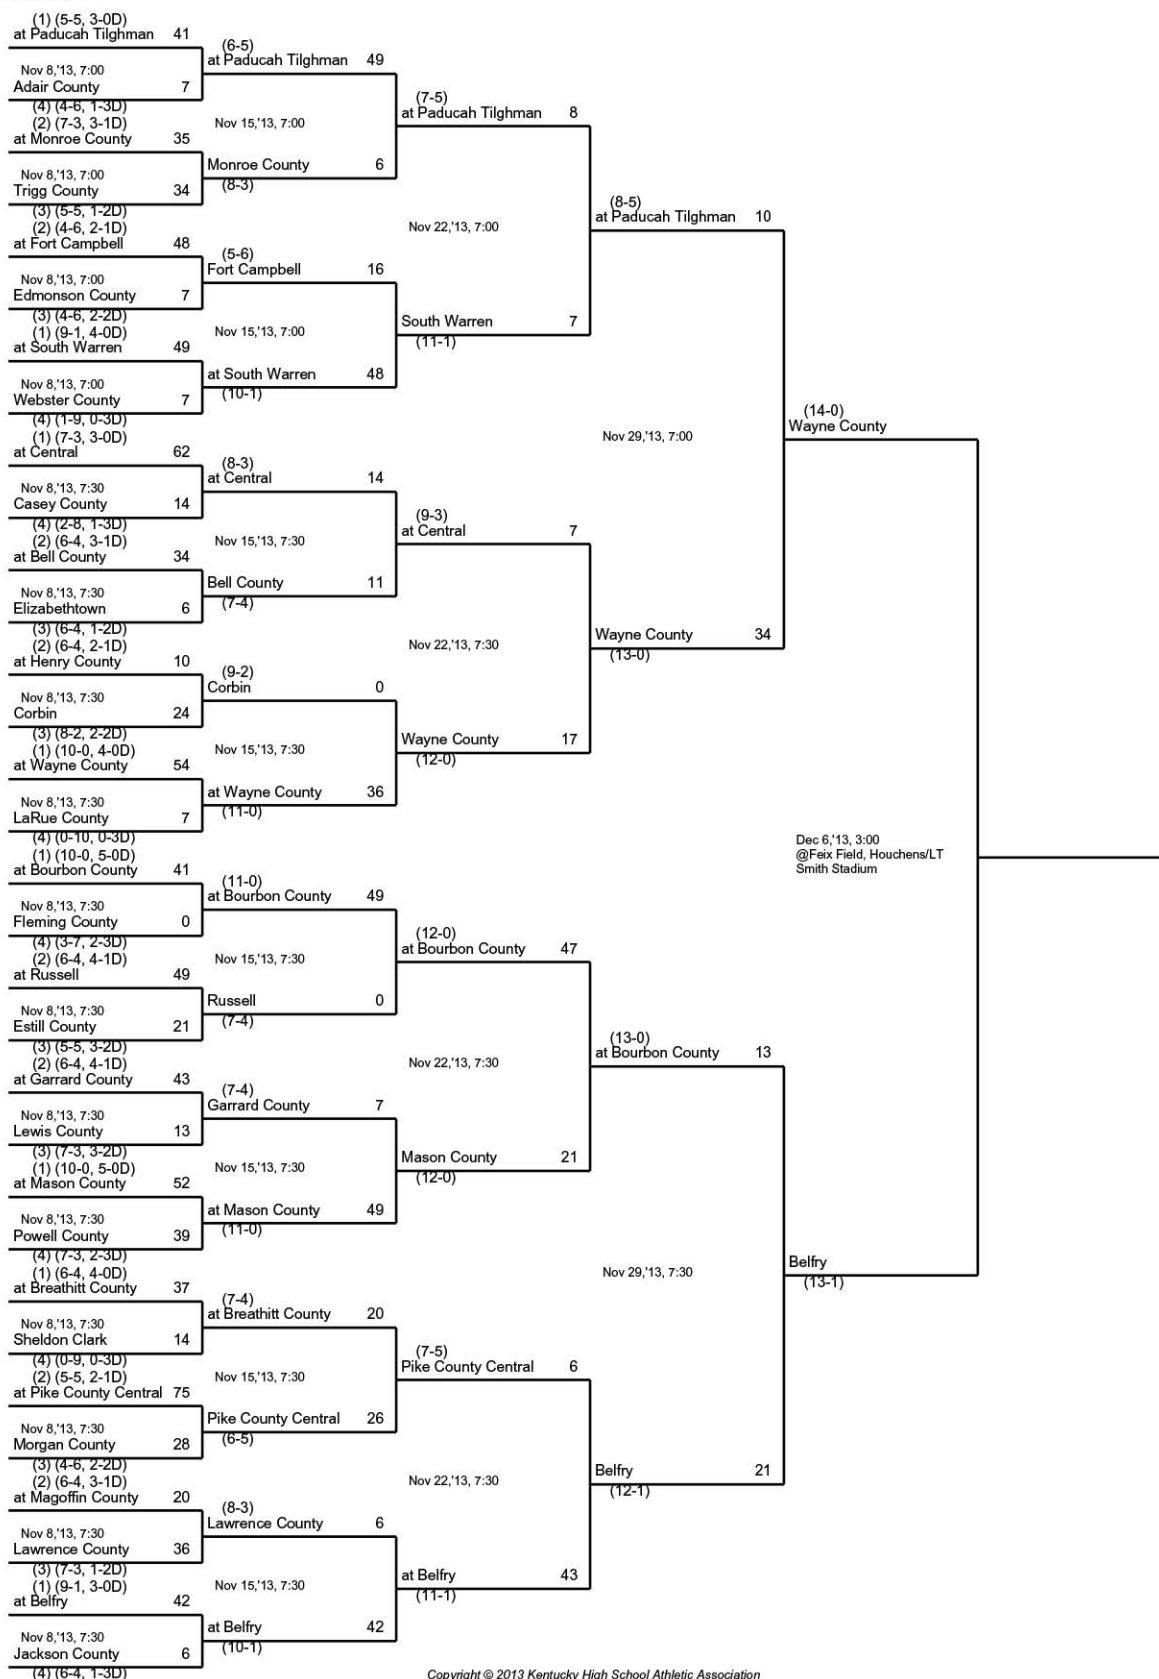 (1) (5-5, 3-0D)
at Paducah Tilghman 41
Nov 8,'13, 7:00
Adair County 7
(4) (4-6, 1-3D)
(2) (7-3, 3-1D)
at Monroe County 35
Nov 8,'13, 7:00
Trigg County 34
(3) (5-5, 1-2D)
(2) (4-6, 2-1D)
at Fort Campbell 48
Nov 8,'13, 7:00
Edmonson County 7
(3) (4-6, 2-2D)
(1) (9-1, 4-0D)
at South Warren 49
Nov 8,'13, 7:00
Webster County 7
(4) (1-9, 0-3D)
(1) (7-3, 3-0D)
at Central 62
Nov 8,'13, 7:30
Casey County 14
(4) (2-8, 1-3D)
(2) (6-4, 3-1D)
at Bell County 34
Nov 8,'13, 7:30
Elizabethtown 6
(3) (6-4, 1-2D)
(2) (6-4, 2-1D)
at Henry County 10
Nov 8,'13, 7:30
Corbin 24
(3) (8-2, 2-2D)
(1) (10-0, 4-0D)
at Wayne County 54
Nov 8,'13, 7:30
LaRue County 7
(4) (0-10, 0-3D)
(1) (10-0, 5-0D)
at Bourbon County 41
Nov 8,'13, 7:30
Fleming County 0
(4) (3-7, 2-3D)
(2) (6-4, 4-1D)
at Russell 49
Nov 8,'13, 7:30
Estill County 21
(3) (5-5, 3-2D)
(2) (6-4, 4-1D)
at Garrard County 43
Nov 8,'13, 7:30
Lewis County 13
(3) (7-3, 3-2D)
(1) (10-0, 5-0D)
at Mason County 52
Nov 8,'13, 7:30
Powell County 39
(4) (7-3, 2-3D)
(1) (6-4, 4-0D)
at Breathitt County 37
Nov 8,'13, 7:30
Sheldon Clark 14
(4) (0-9, 0-3D)
(2) (5-5, 2-1D)
at Pike County Central 75
Nov 8,'13, 7:30
Morgan County 28
(3) (4-6, 2-2D)
(2) (6-4, 3-1D)
at Magoffin County 20
Nov 8,'13, 7:30
Lawrence County 36
(3) (7-3, 1-2D)
(1) (9-1, 3-0D)
at Belfry 42
Nov 8,'13, 7:30
Jackson County 6
(4) (6-4, 1-3D)
(6-5)
at Paducah Tilghman 49
Nov 15,'13, 7:00
Monroe County 6
(8-3)
(5-6)
Fort Campbell 16
Nov 15,'13, 7:00
at South Warren 48
(10-1)
(8-3)
at Central 14
Nov 15,'13, 7:30
Bell County 11
(7-4)
(9-2)
Corbin 0
Nov 15,'13, 7:30
at Wayne County 36
(11-0)
(11-0)
at Bourbon County 49
Nov 15,'13, 7:30
Russell 0
(7-4)
(7-4)
Garrard County 7
Nov 15,'13, 7:30
at Mason County 49
(11-0)
(7-4)
at Breathitt County 20
Nov 15,'13, 7:30
Pike County Central 26
(6-5)
(8-3)
Lawrence County 6
Nov 15,'13, 7:30
at Belfry 42
(10-1)
(7-5)
at Paducah Tilghman 8
Nov 22,'13, 7:00
South Warren 7
(11-1)
(9-3)
at Central 7
Nov 22,'13, 7:30
Wayne County 17
(12-0)
(12-0)
at Bourbon County 47
Nov 22,'13, 7:30
Mason County 21
(12-0)
(7-5)
Pike County Central 6
Nov 22,'13, 7:30
at Belfry 43
(11-1)
(8-5)
at Paducah Tilghman 10
Nov 29,'13, 7:00
Wayne County 34
(13-0)
(13-0)
at Bourbon County 13
Nov 29,'13, 7:30
Belfry 21
(12-1)
(14-0)
Wayne County
Dec 6,'13, 3:00
@Feix Field, Houchens/LT
Smith Stadium
Belfry
(13-1)
Copyright © 2013 Kentucky High School Athletic Association